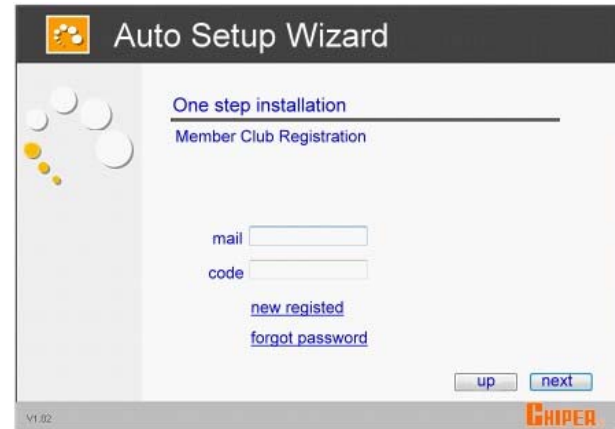 Auto Setup Wizard
One step installation
Member Club Registration
mail
code
new registed
forgot password
up next
V1.02
CHIPER